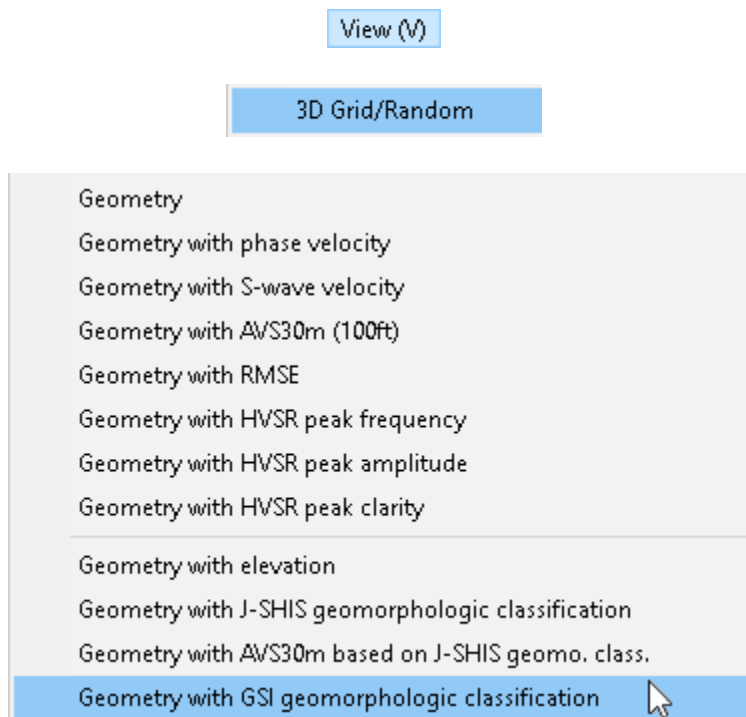 View (V)
3D Grid/Random
Geometry
Geometry with phase velocity
Geometry with S-wave velocity
Geometry with AVS30m (100ft)
Geometry with RMSE
Geometry with HVSR peak frequency
Geometry with HVSR peak amplitude
Geometry with HVSR peak clarity
Geometry with elevation
Geometry with J-SHIS geomorphologic classification
Geometry with AVS30m based on J-SHIS geomo. class.
Geometry with GSI geomorphologic classification